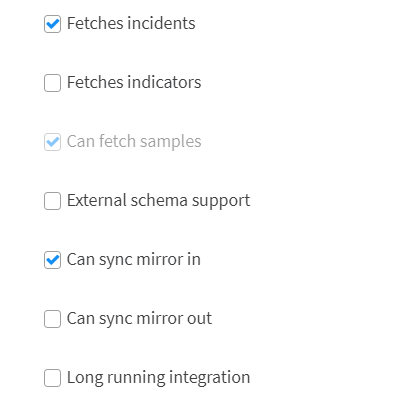 Fetches incidents
Fetches indicators
Can fetch samples
External schema support
Can sync mirror in
Can sync mirror out
Long running integration